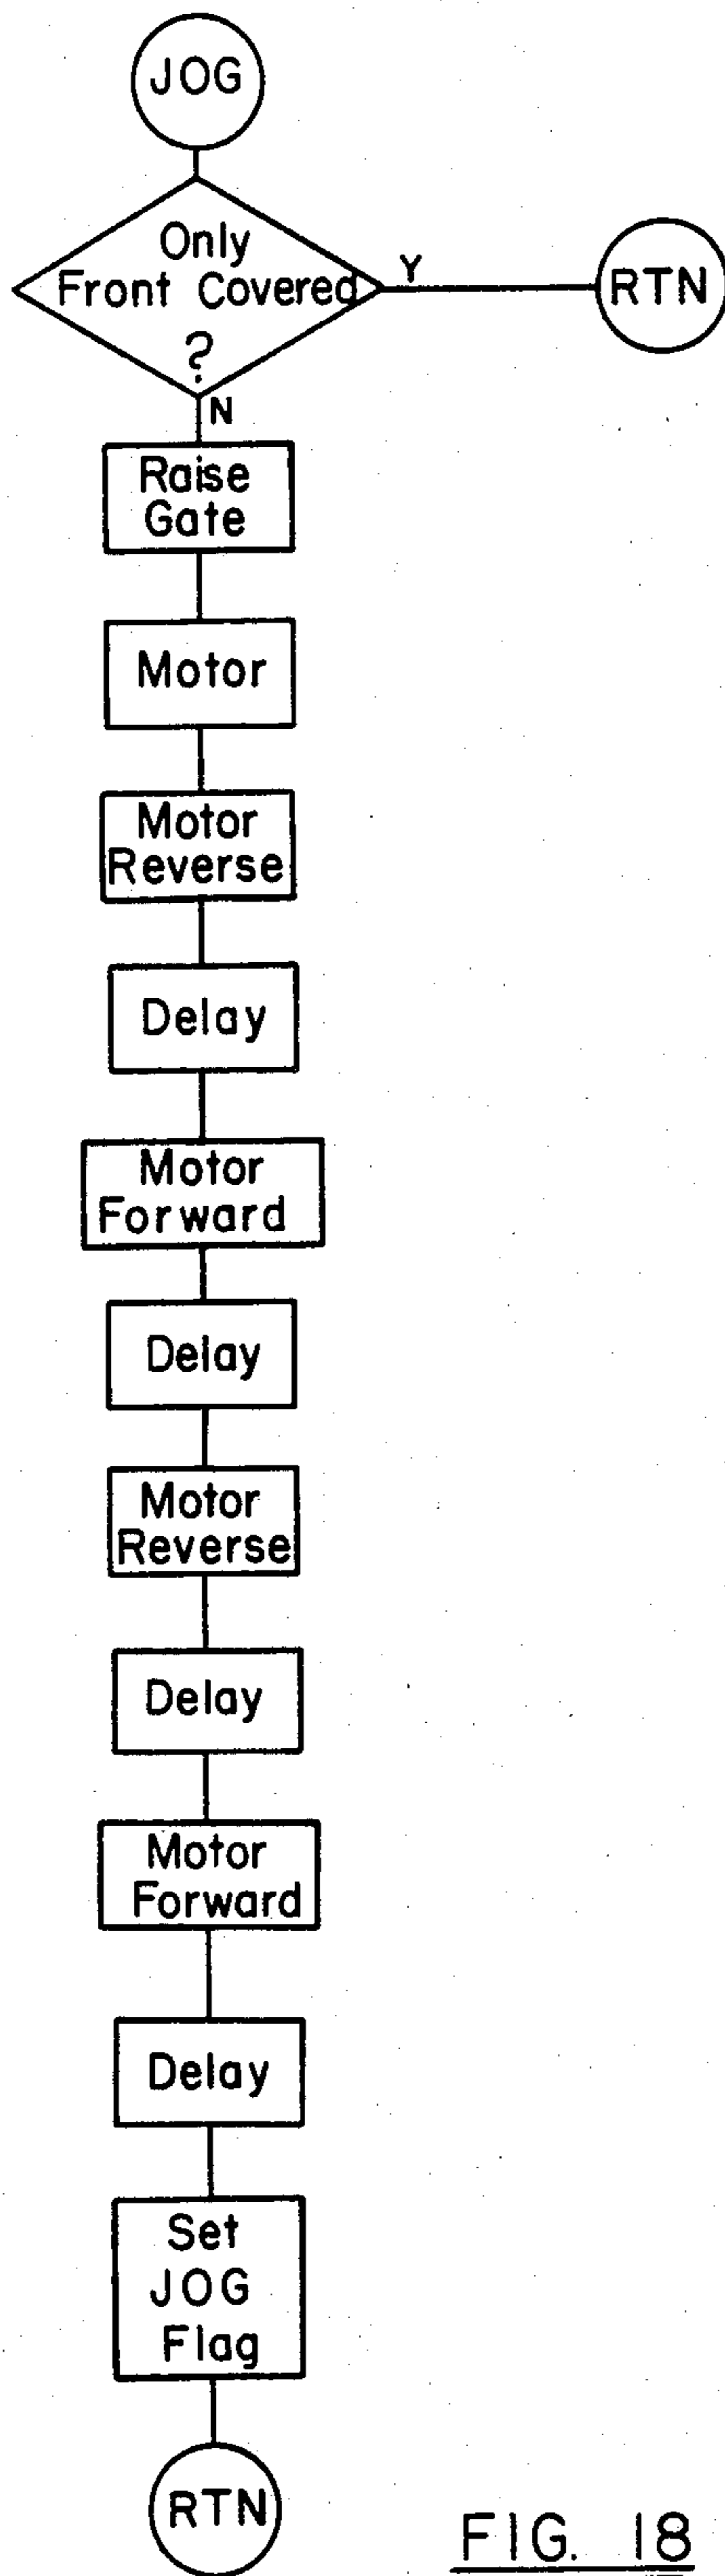 JOG
Only
Front Covered
?
Y
RTN
N
Raise
Gate
Motor
Motor
Reverse
Delay
Motor
Forward
Delay
Motor
Reverse
Delay
Motor
Forward
Delay
Set
JOG
Flag
RTN
FIG. 18